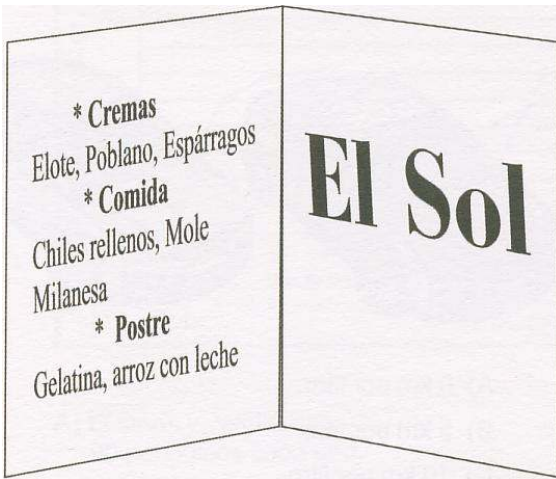 * Cremas
Elote, Poblano, Espárragos
* Comida
Chiles rellenos, Mole
Milanesa
* Postre
Gelatina, arroz con leche
El Sol